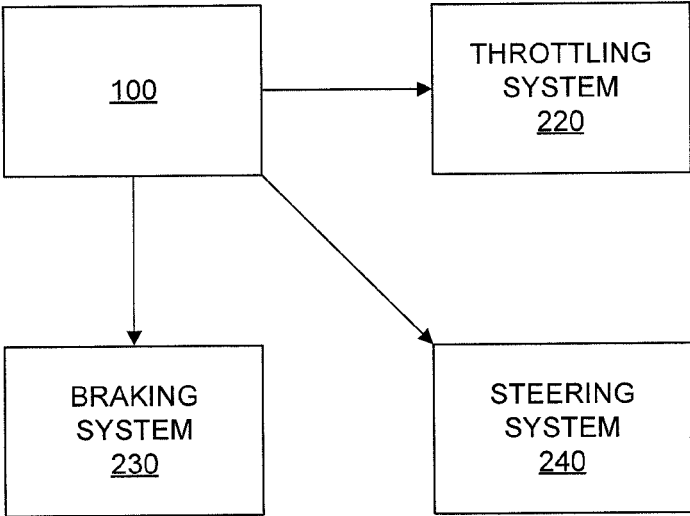 100
THROTTLING
SYSTEM
220
BRAKING
SYSTEM
230
STEERING
SYSTEM
240